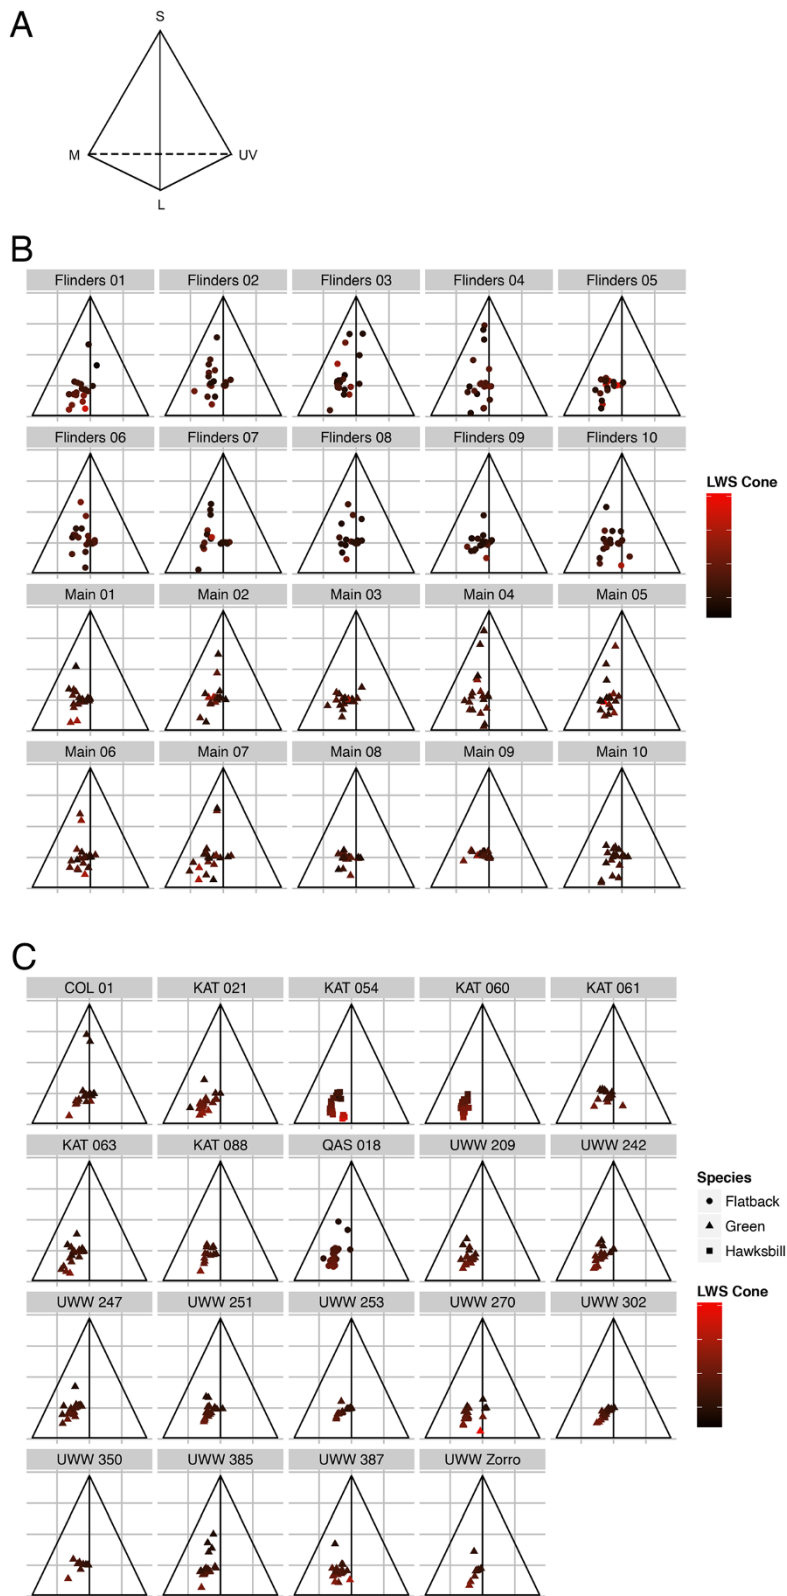 A
S
M
UV
L
B
Flinders 01 Flinders 02 Flinders 03 Flinders 04 Flinders 05
Flinders 06 Flinders 07 Flinders 08 Flinders 09 Flinders 10
LWS Cone
Main 01 Main 02 Main 03 Main 04 Main 05
Main 06 Main 07 Main 08 Main 09 Main 10
C
COL 01 KAT 021 KAT 054 KAT 060 KAT 061
KAT 063 KAT 088 QAS 018 UWW 209 UWW 242
Species
Flatback
Green
Hawksbill
LWS Cone
UWW 247 UWW 251 UWW 253 UWW 270 UWW 302
UWW 350 UWW 385 UWW 387 UWW Zorro